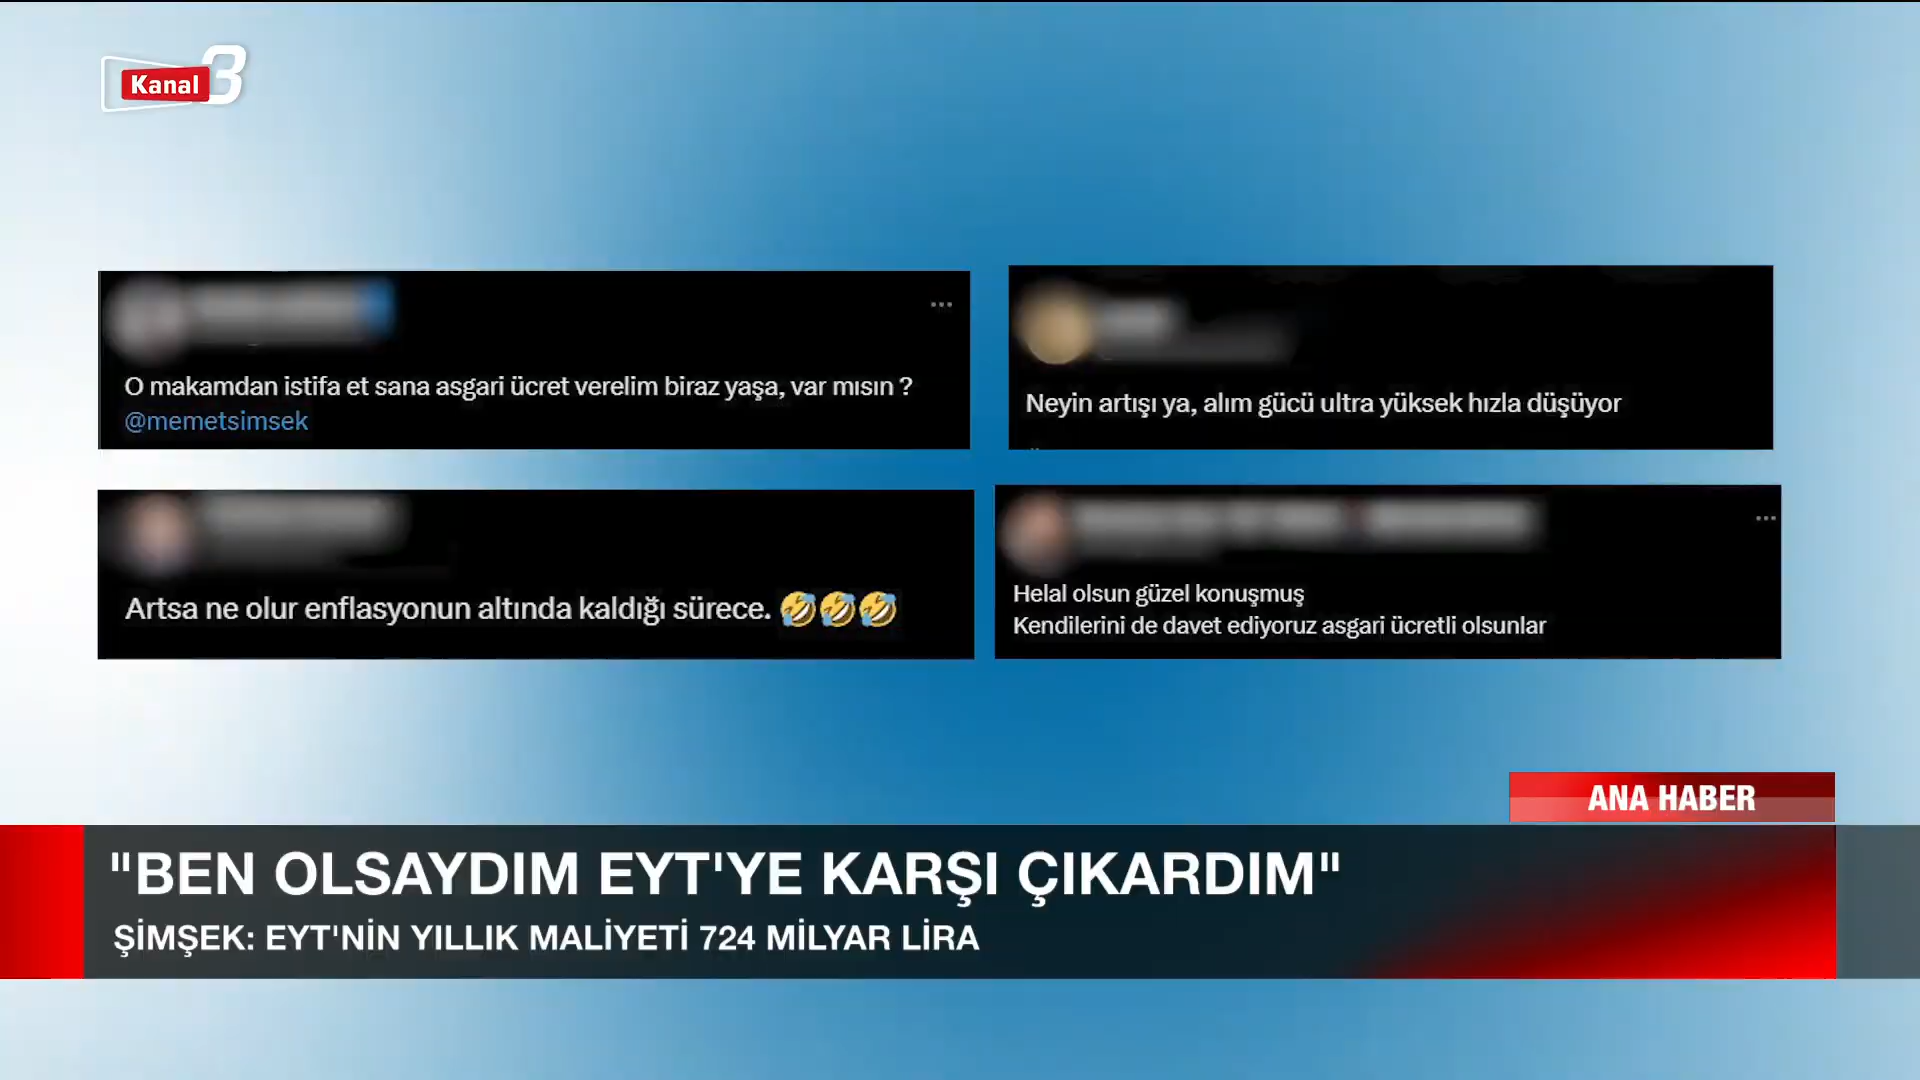 Kanal 3
O makamdan istifa et sana asgari ücret verelim biraz yaşa, var mısın ?
@memetsimsek
Neyin artışı ya, alım gücü ultra yüksek hızla düşüyor
Artsa ne olur enflasyonun altında kaldığı sürece. 🤣🤣🤣
Helal olsun güzel konuşmuş
Kendilerini de davet ediyoruz asgari ücretli olsunlar
ANA HABER
"BEN OLSAYDIM EYT'YE KARŞI ÇIKARDIM"
ŞİMŞEK: EYT'NİN YILLIK MALİYETİ 724 MİLYAR LİRA